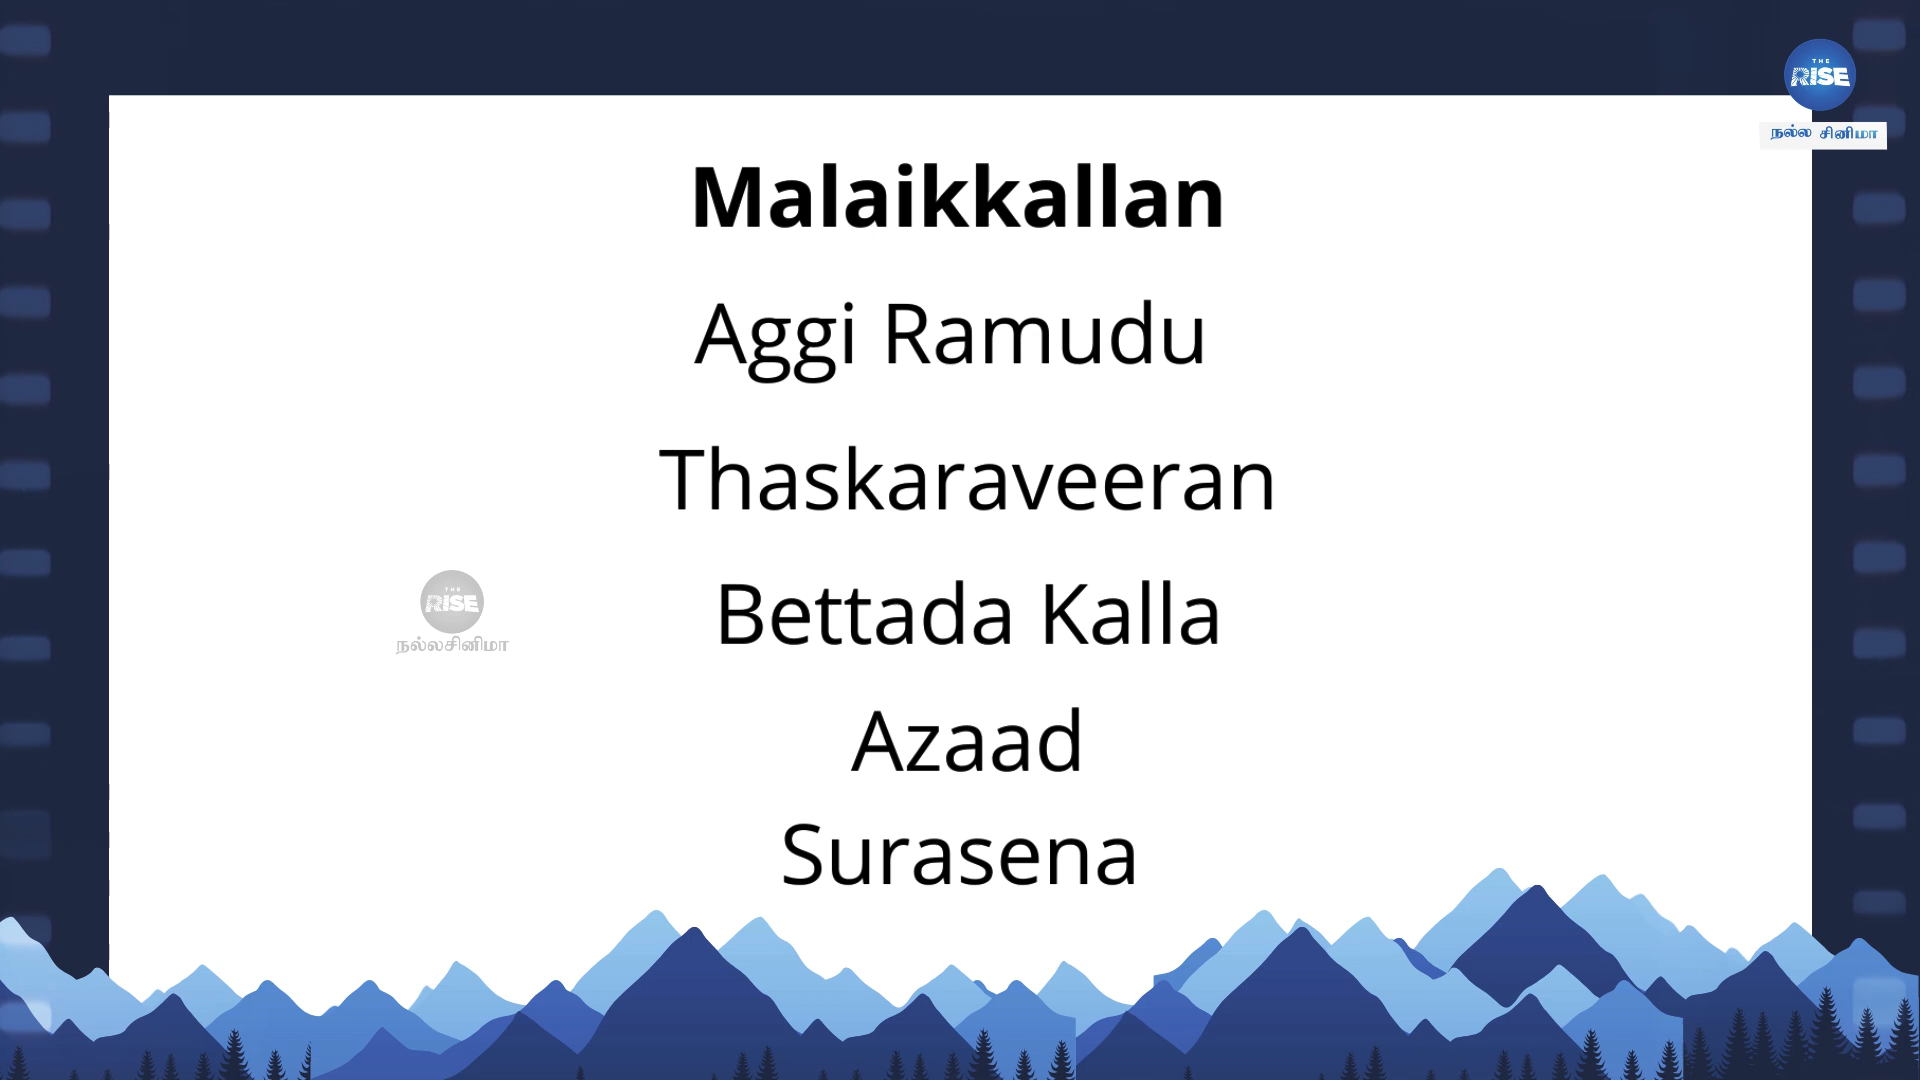 THE
RISE
நல்ல சினிமா
Malaikkallan
Aggi Ramudu
Thaskaraveeran
Bettada Kalla
THE
RISE
நல்லசினிமா
Azaad
Surasena